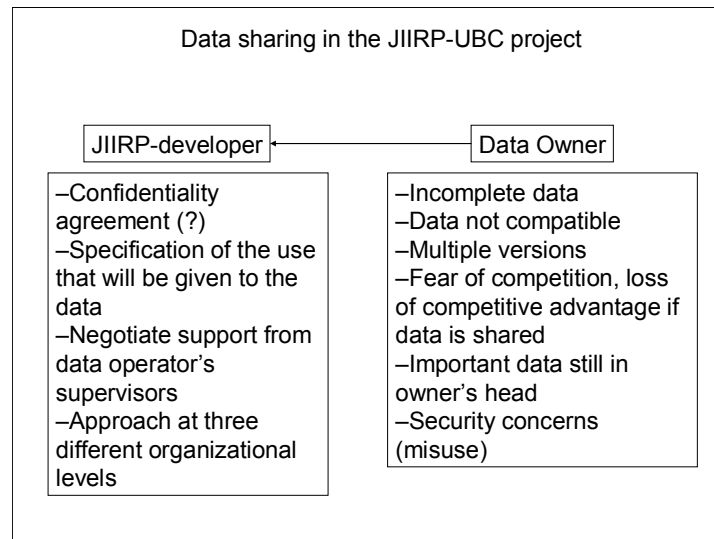 Data sharing in the JIIRP-UBC project
JIIRP-developer
–Confidentiality
agreement (?)
–Specification of the use
that will be given to the
data
–Negotiate support from
data operator’s
supervisors
–Approach at three
different organizational
levels
Data Owner
–Incomplete data
–Data not compatible
–Multiple versions
–Fear of competition, loss
of competitive advantage if
data is shared
–Important data still in
owner’s head
–Security concerns
(misuse)